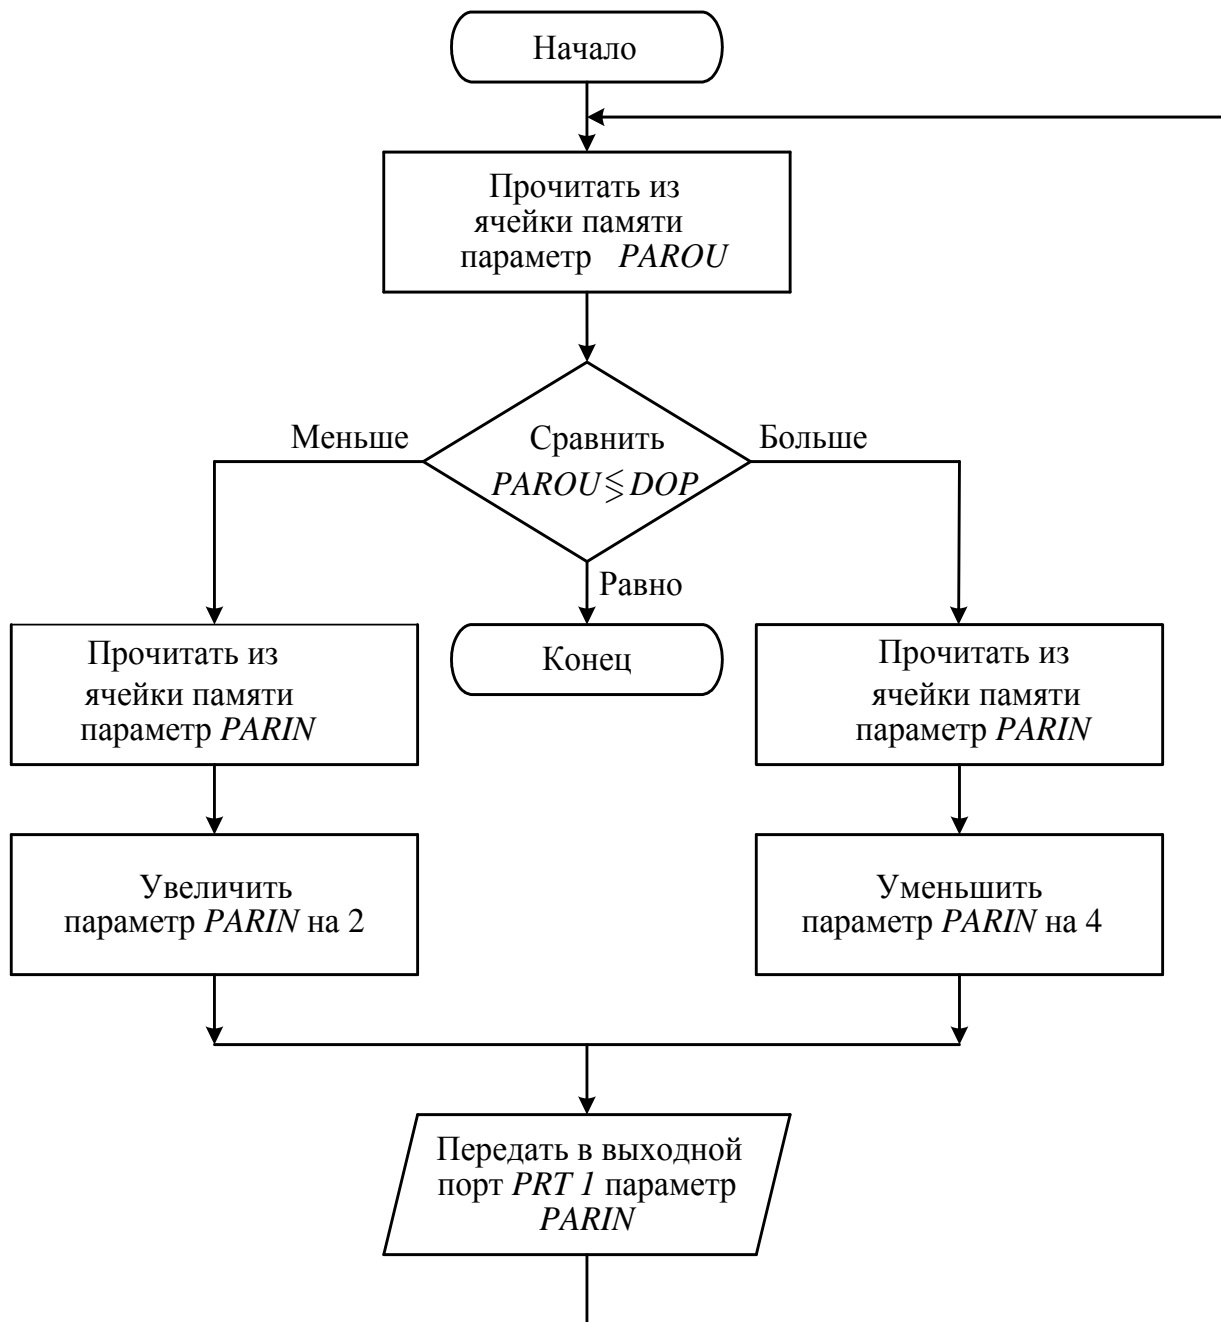 Начало
Прочитать из
ячейки памяти
параметр PAROU
Меньше
Сравнить
PAROU ≶ DOP
Больше
Равно
Прочитать из
ячейки памяти
параметр PARIN
Конец
Прочитать из
ячейки памяти
параметр PARIN
Увеличить
параметр PARIN на 2
Уменьшить
параметр PARIN на 4
Передать в выходной
порт PRT 1 параметр
PARIN